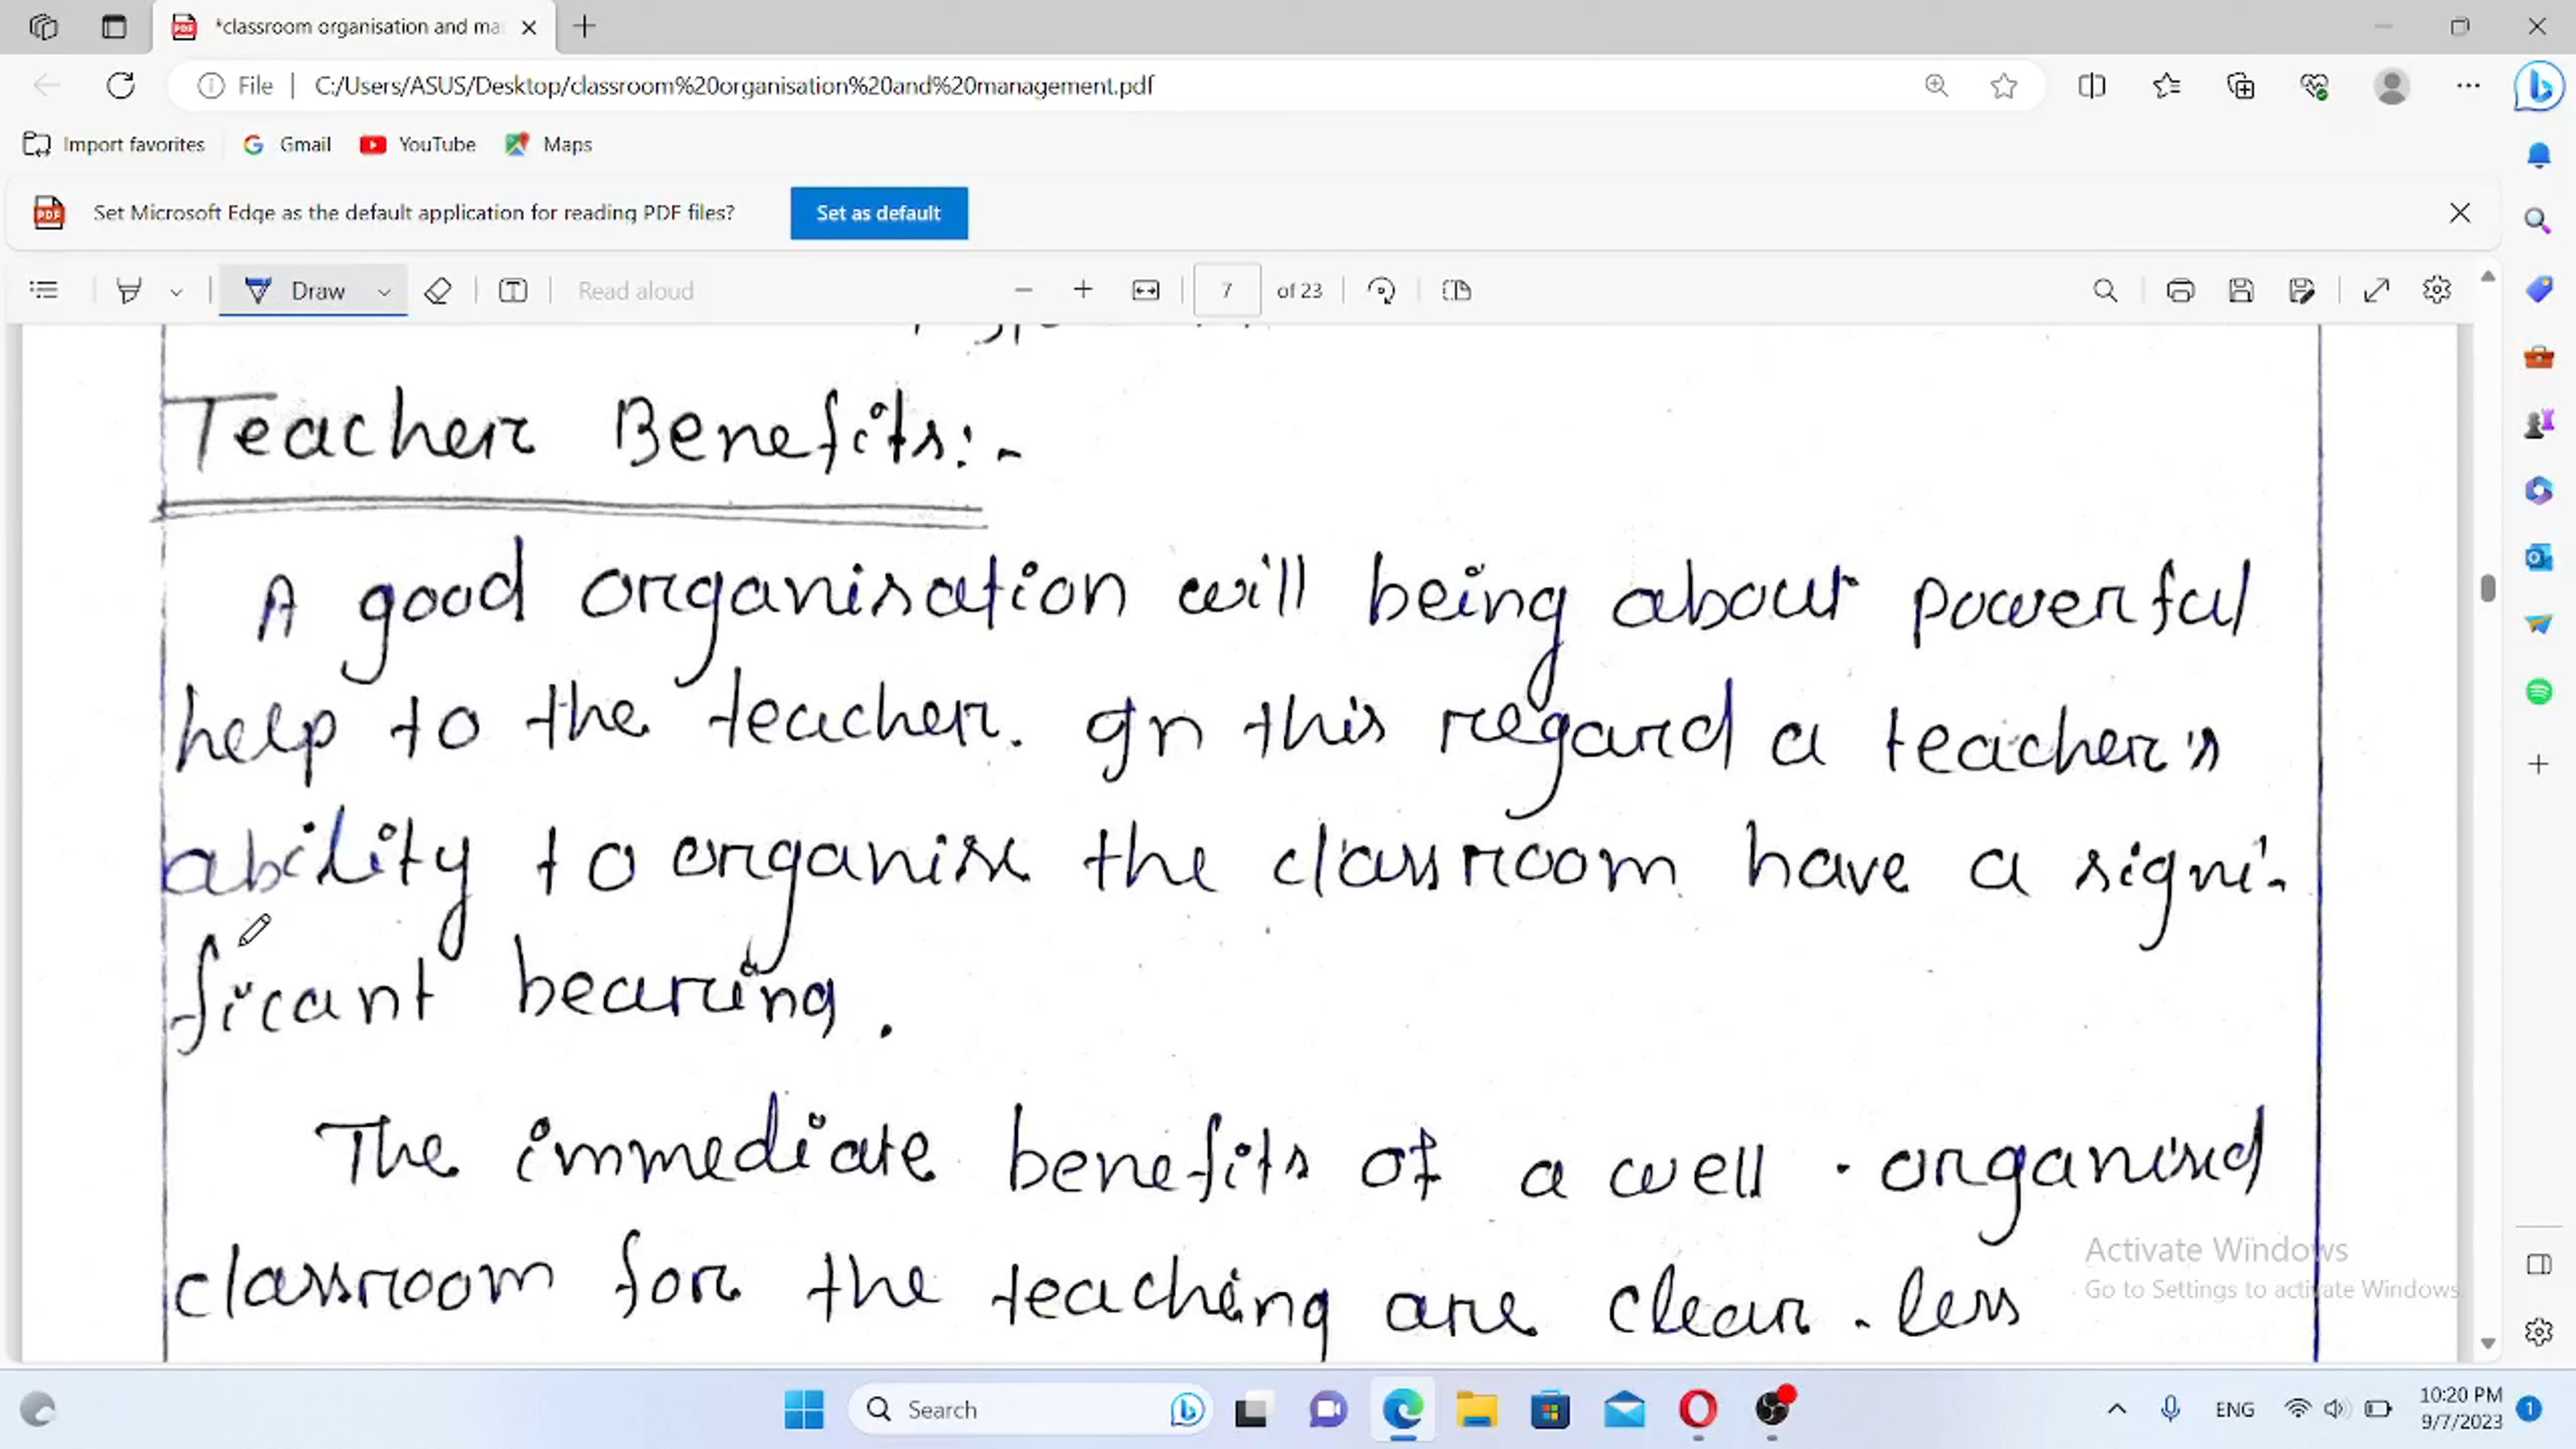 *classroom organisation and ma
File | C:/Users/ASUS/Desktop/classroom%20organisation%20and%20management.pdf
Import favorites Gmail YouTube Maps
Set Microsoft Edge as the default application for reading PDF files? Set as default
Draw Read aloud 7 of 23
Teacher Benefits:-
A good organisation will being about powerful
help to the teacher. In this regard a teacher's
ability to organise the classroom have a signi-
ficant bearing.
The immediate benefits of a well - organised
classroom for the teaching are clear - less
Activate Windows
Go to Settings to activate Windows.
Search ENG 10:20 PM
9/7/2023 1